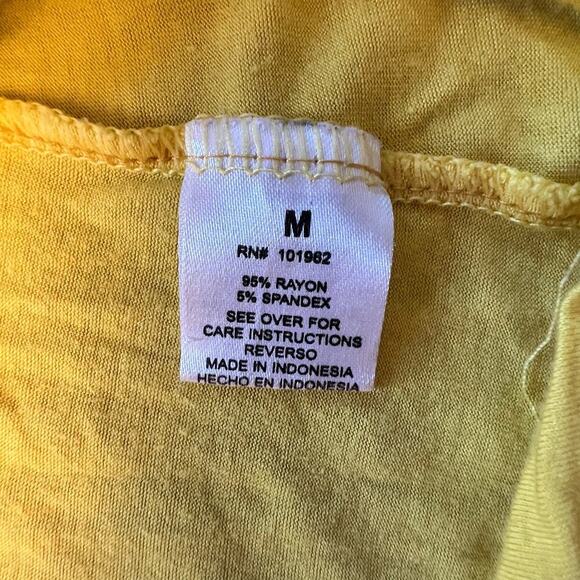 M
RN# 101962
95% RAYON
5% SPANDEX
SEE OVER FOR
CARE INSTRUCTIONS
REVERSO
MADE IN INDONESIA
HECHO EN INDONESIA